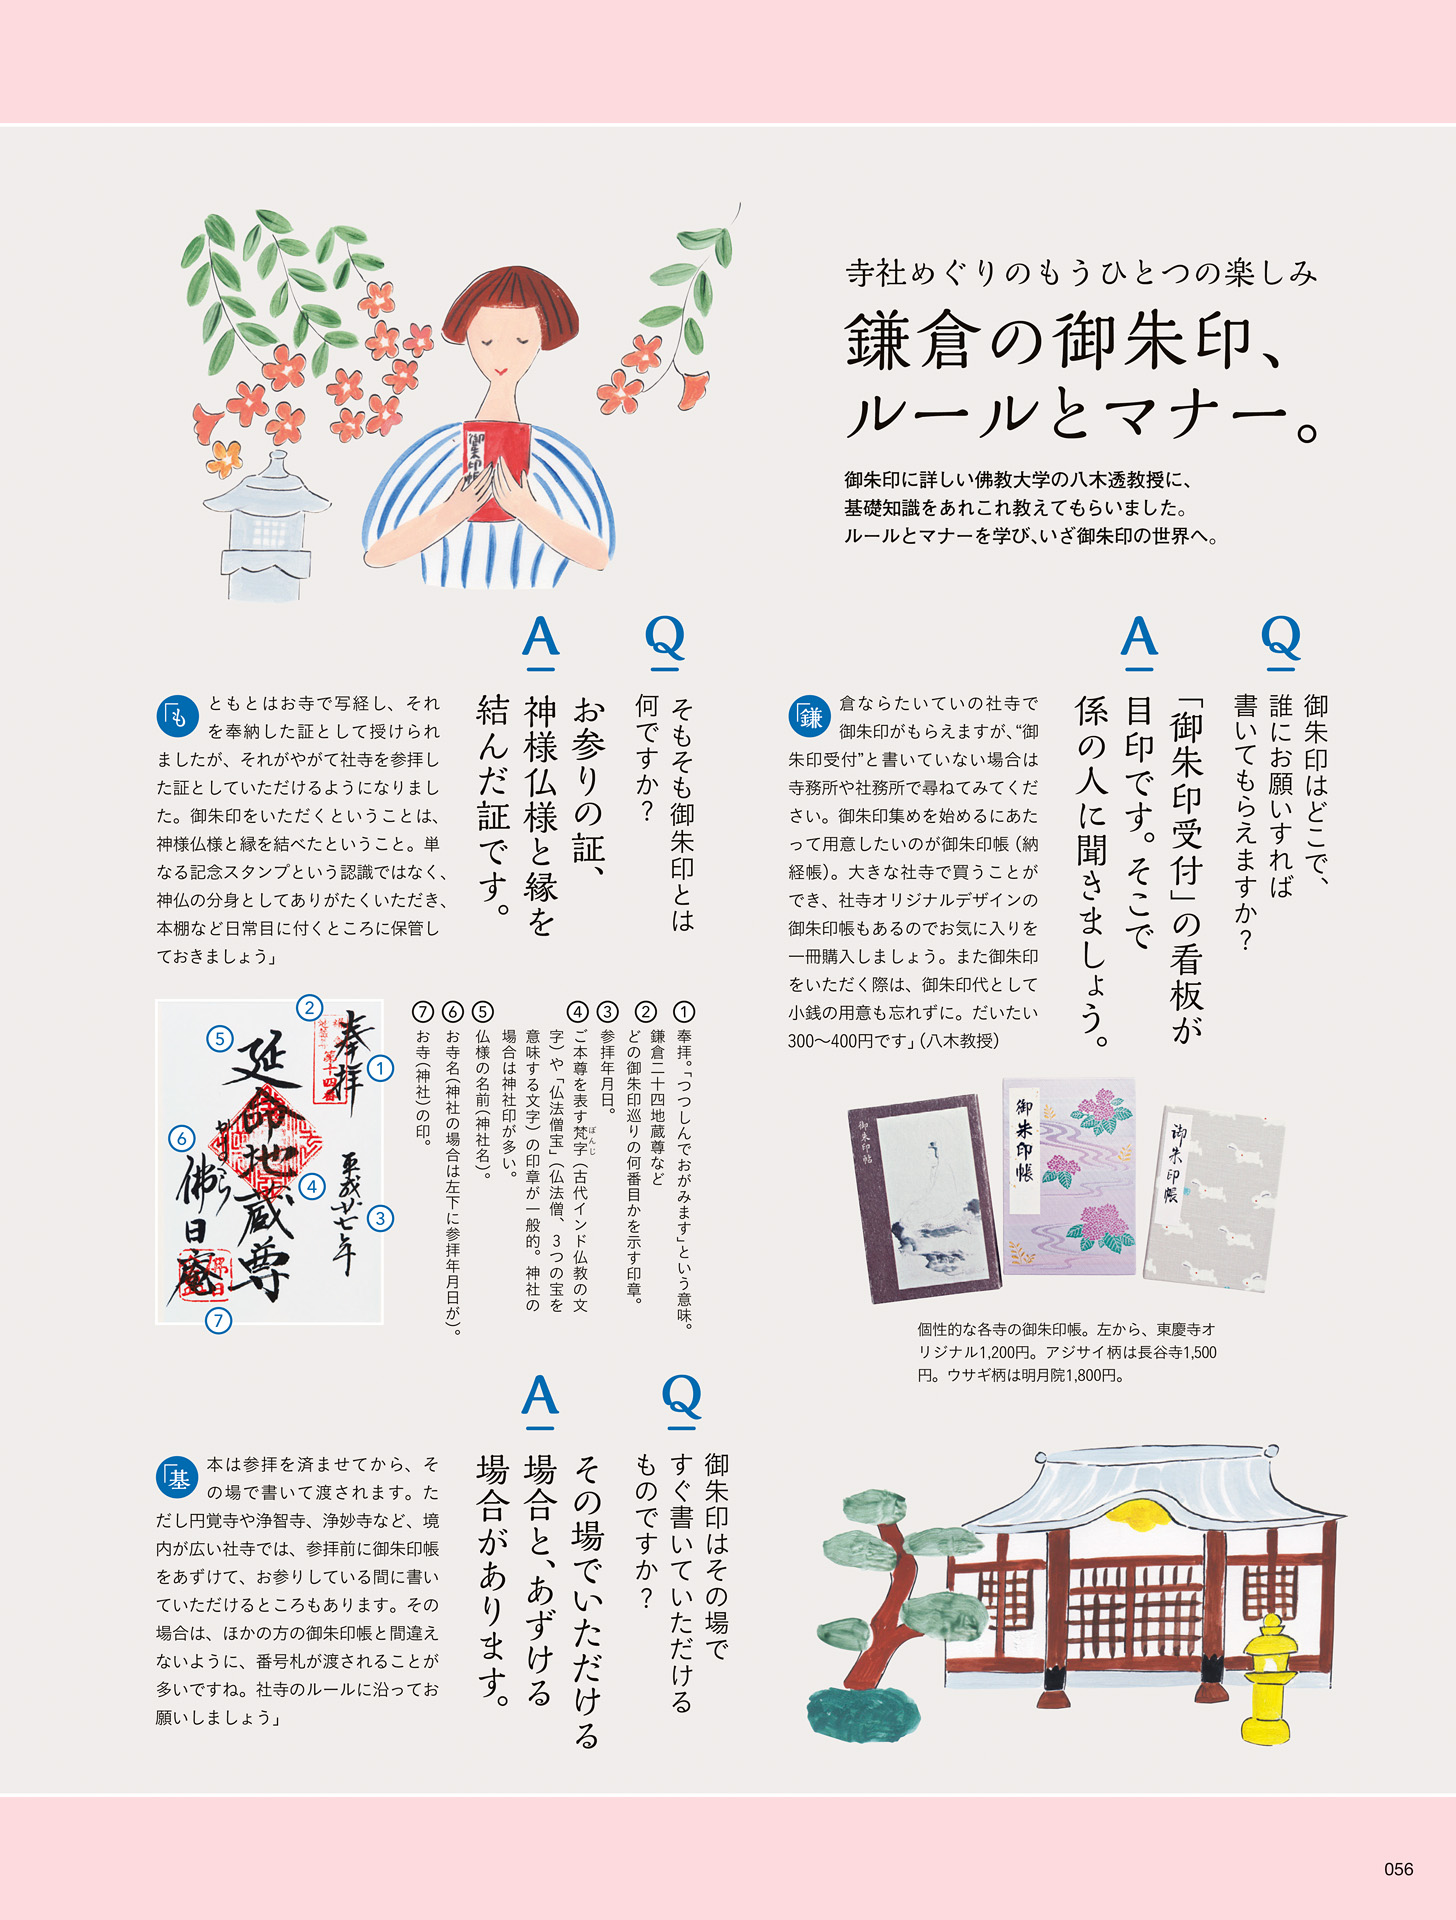 寺社めぐりのもうひとつの楽しみ
鎌倉の御朱印、
ルールとマナー。
御朱印に詳しい佛教大学の八木透教授に、
基礎知識をあれこれ教えてもらいました。
ルールとマナーを学び、いざ御朱印の世界へ。
御朱印帳
Q
御朱印はどこで、
誰にお願いすれば
書いてもらえますか？
A
「御朱印受付」の看板が
目印です。そこで
係の人に聞きましょう。
「鎌倉ならたいていの社寺で
御朱印がもらえますが、“御
朱印受付”と書いていない場合は
寺務所や社務所で尋ねてみてくだ
さい。御朱印集めを始めるにあた
って用意したいのが御朱印帳（納
経帳）。大きな社寺で買うことが
でき、社寺オリジナルデザインの
御朱印帳もあるのでお気に入りを
一冊購入しましょう。また御朱印
をいただく際は、御朱印代として
小銭の用意も忘れずに。だいたい
300〜400円です」（八木教授）
御朱印帖
御朱印帳
御朱印帳
個性的な各寺の御朱印帳。左から、東慶寺オ
リジナル1,200円。アジサイ柄は長谷寺1,500
円。ウサギ柄は明月院1,800円。
Q
そもそも御朱印とは
何ですか？
A
お参りの証、
神様仏様と縁を
結んだ証です。
「もともとはお寺で写経し、それ
を奉納した証として授けられ
ましたが、それがやがて社寺を参拝し
た証としていただけるようになりまし
た。御朱印をいただくということは、
神様仏様と縁を結べたということ。単
なる記念スタンプという認識ではなく、
神仏の分身としてありがたくいただき、
本棚など日常目に付くところに保管し
ておきましょう」
① 奉拝。「つつしんでおがみます」という意味。
② 鎌倉二十四地蔵尊など
どの御朱印巡りの何番目かを示す印章。
③ 参拝年月日。
④ ご本尊を表す梵字（古代インド仏教の文
ぼんじ
字）や「仏法僧宝」（仏法僧、3つの宝を
意味する文字）の印章が一般的。神社の
場合は神社印が多い。
⑤ 仏様の名前（神社名）。
⑥ お寺名（神社の場合は左下に参拝年月日が）。
⑦ お寺（神社）の印。
② ① ⑤ ⑥ ④ ③ ⑦
奉拝
第十四番
延命地蔵尊
平成廿七年
かまくら
佛日庵
Q
御朱印はその場で
すぐ書いていただける
ものですか？
A
その場でいただける
場合と、あずける
場合があります。
「基本は参拝を済ませてから、そ
の場で書いて渡されます。た
だし円覚寺や浄智寺、浄妙寺など、境
内が広い社寺では、参拝前に御朱印帳
をあずけて、お参りしている間に書い
ていただけるところもあります。その
場合は、ほかの方の御朱印帳と間違え
ないように、番号札が渡されることが
多いですね。社寺のルールに沿ってお
願いしましょう」
056